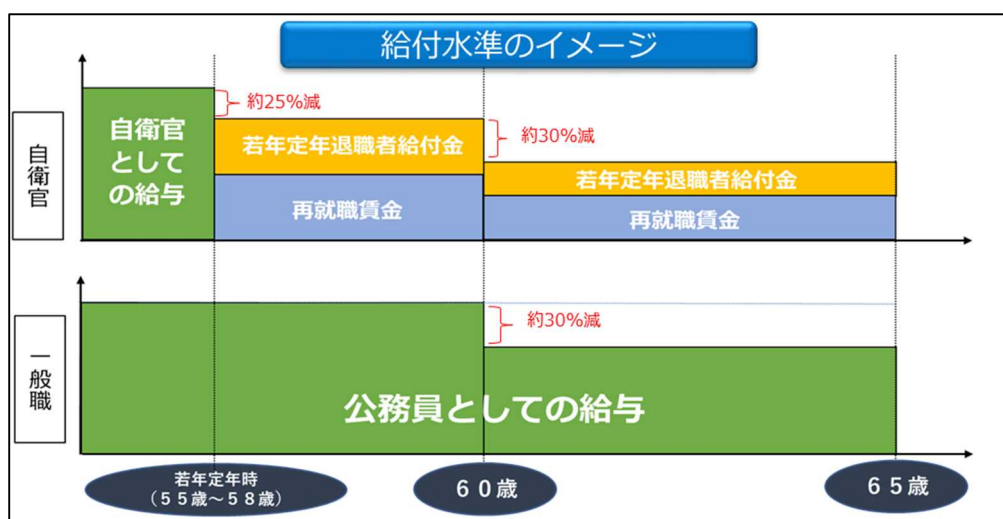 給付水準のイメージ
自衛官
自衛官
として
の給与
約25%減
若年定年退職者給付金
再就職賃金
約30%減
若年定年退職者給付金
再就職賃金
一般職
約30%減
公務員としての給与
若年定年時
(55歳～58歳)
60歳
65歳